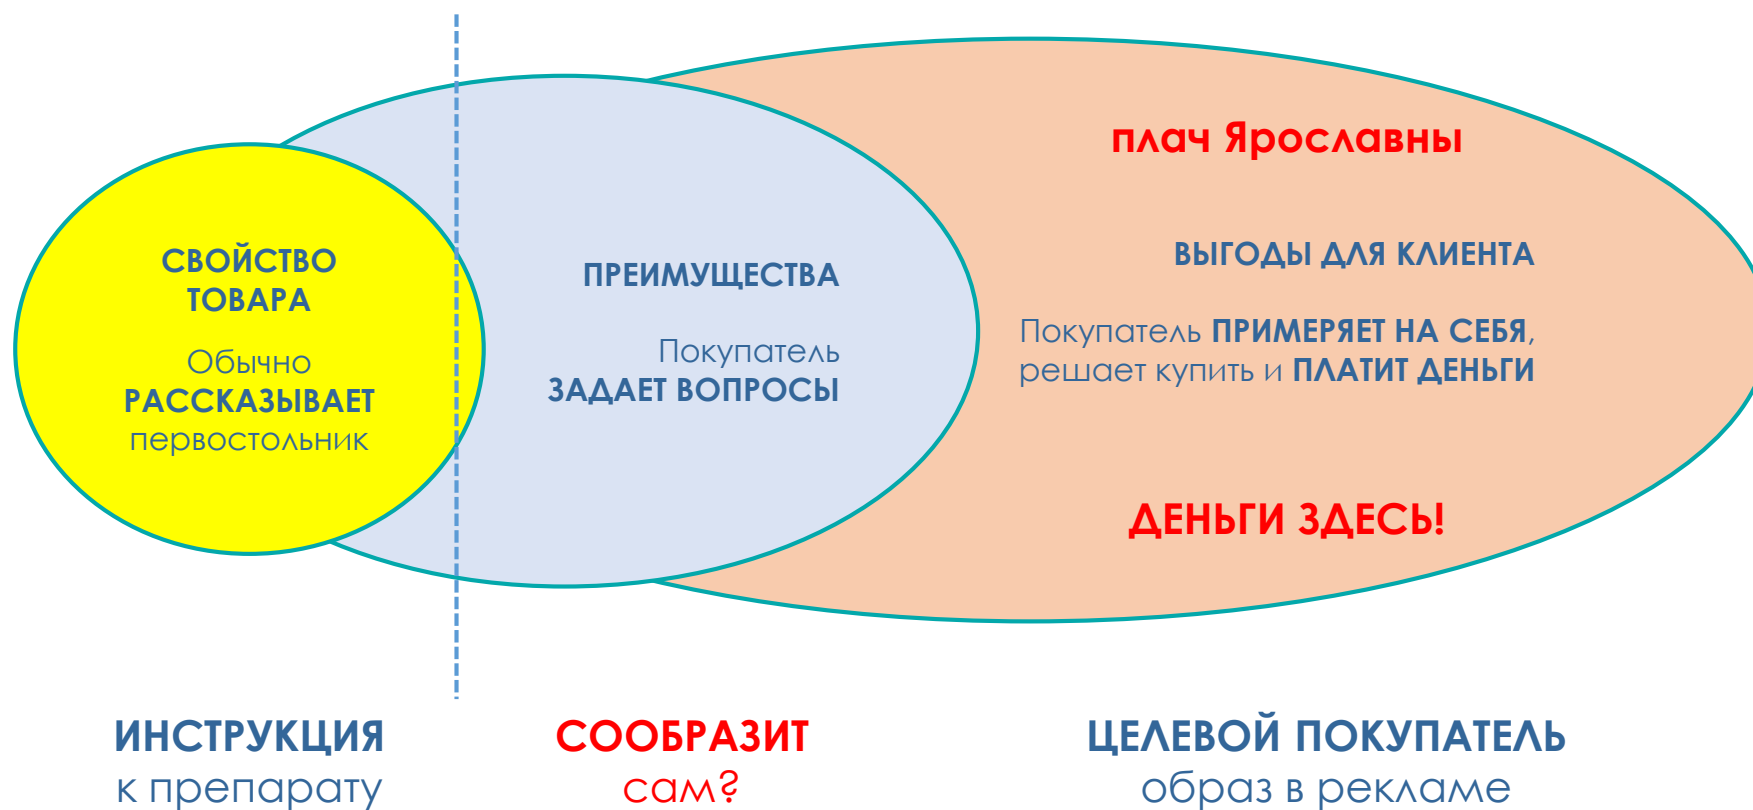 СВОЙСТВО
ТОВАРА
Обычно
РАССКАЗЫВАЕТ
первостольник
ПРЕИМУЩЕСТВА
Покупатель
ЗАДАЕТ ВОПРОСЫ
плач Ярославны
ВЫГОДЫ ДЛЯ КЛИЕНТА
Покупатель ПРИМЕРЯЕТ НА СЕБЯ,
решает купить и ПЛАТИТ ДЕНЬГИ
ДЕНЬГИ ЗДЕСЬ!
ИНСТРУКЦИЯ
к препарату
СООБРАЗИТ
сам?
ЦЕЛЕВОЙ ПОКУПАТЕЛЬ
образ в рекламе